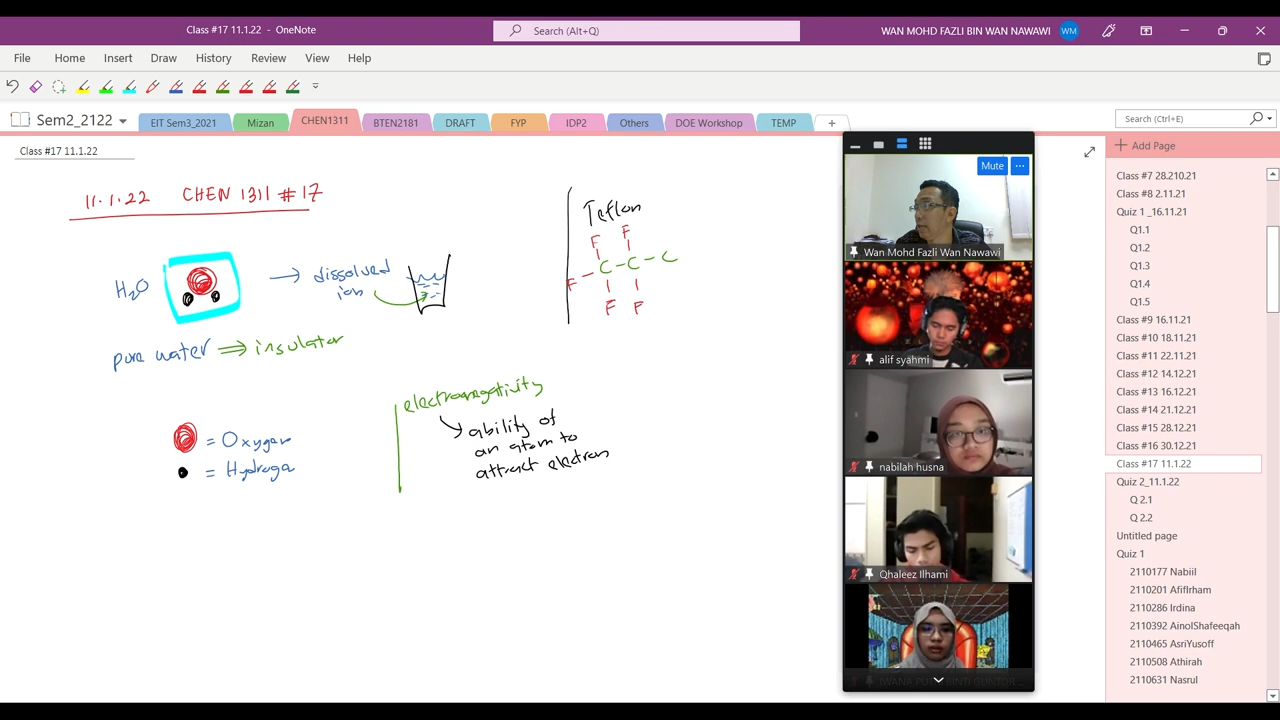 Class #17 11.1.22 - OneNote
Search (Alt+Q)
WAN MOHD FAZLI BIN WAN NAWAWI
WM
File Home Insert Draw History Review View Help
Sem2_2122
EIT Sem3_2021 Mizan CHEN1311 BTEN2181 DRAFT FYP IDP2 Others DOE Workshop TEMP +
Search (Ctrl+E)
Class #17 11.1.22
11.1.22 CHEN 1311 #17
H2O
→ dissolved
ion
pure water ⇒ insulator
= Oxygen
= Hydroga
Teflon
F F
F - C - C - C
F F
electronegativity
ability of
an atom to
attract electron
Mute ...
Wan Mohd Fazli Wan Nawawi
alif syahmi
nabilah husna
Qhaleez Ilhami
Add Page
Class #7 28.210.21
Class #8 2.11.21
Quiz 1 _16.11.21
Q1.1
Q1.2
Q1.3
Q1.4
Q1.5
Class #9 16.11.21
Class #10 18.11.21
Class #11 22.11.21
Class #12 14.12.21
Class #13 16.12.21
Class #14 21.12.21
Class #15 28.12.21
Class #16 30.12.21
Class #17 11.1.22
Quiz 2_11.1.22
Q 2.1
Q 2.2
Untitled page
Quiz 1
2110177 Nabiil
2110201 AfifIrham
2110286 Irdina
2110392 AinolShafeeqah
2110465 AsriYusoff
2110508 Athirah
2110631 Nasrul